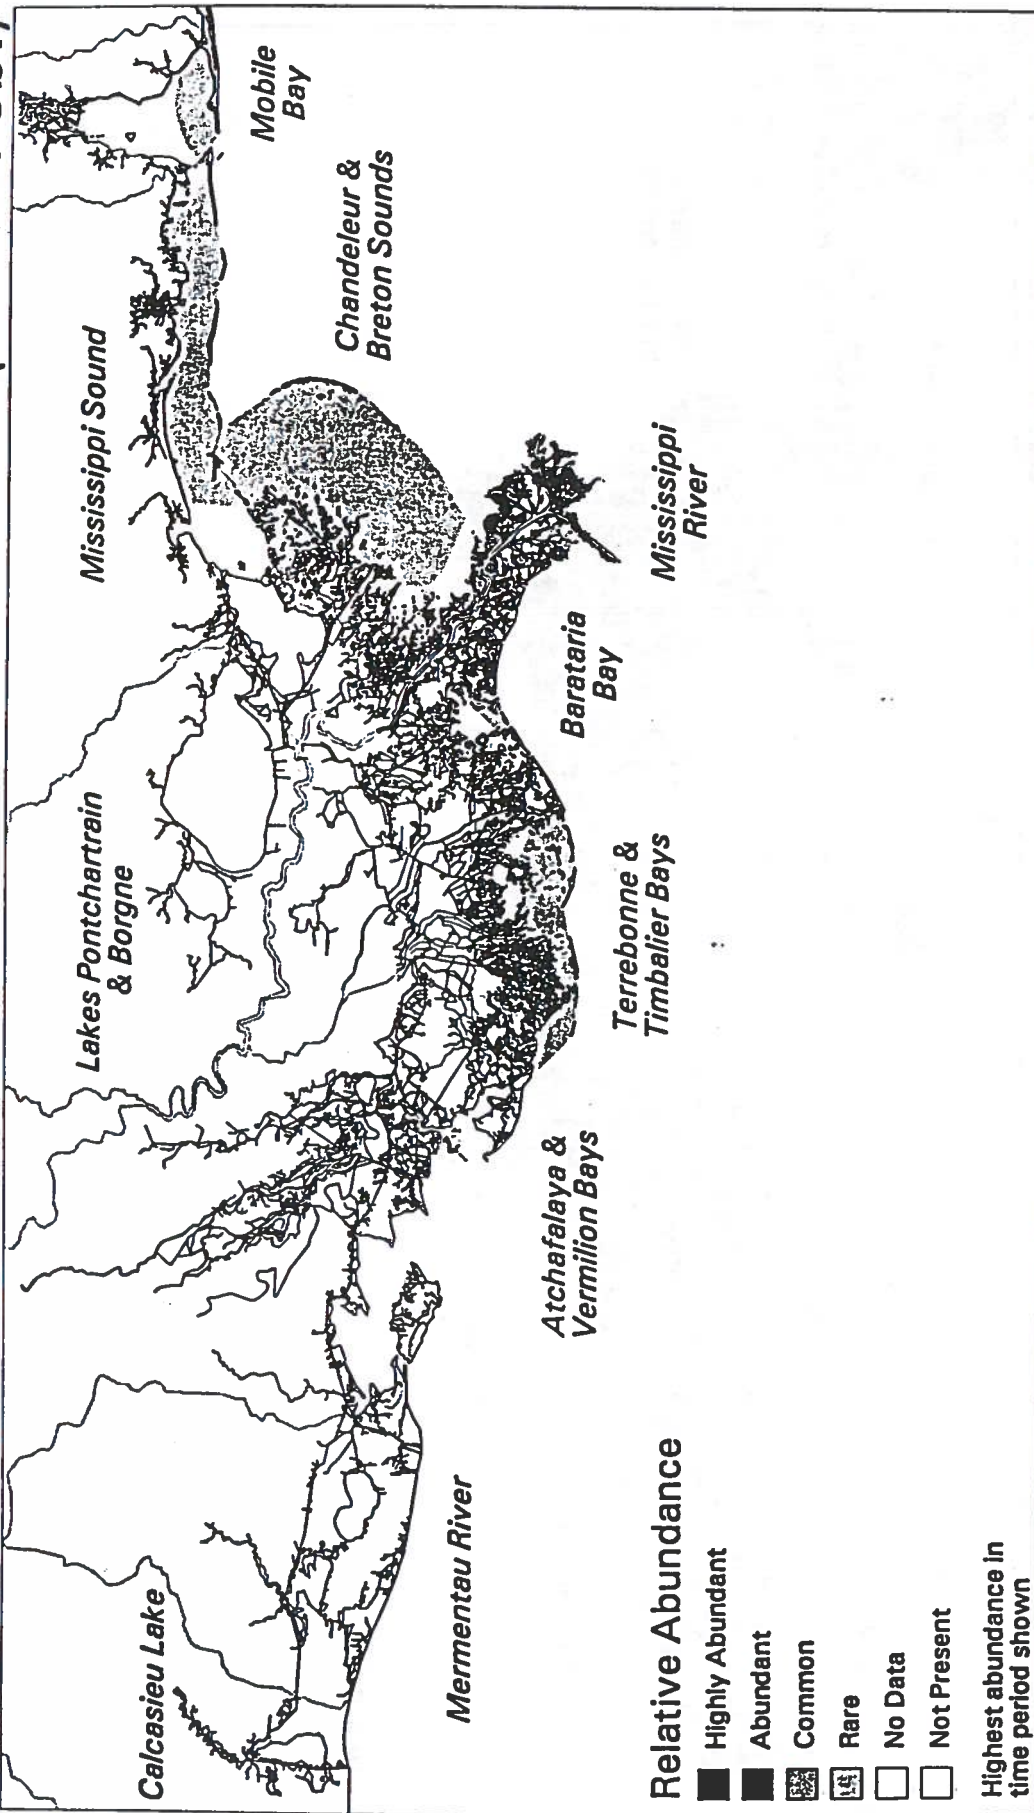 Calcasieu Lake
Lakes Pontchartrain
& Borgne
Mississippi Sound
Mobile
Bay
Chandeleur &
Breton Sounds
Mermentau River
Atchafalaya &
Vermilion Bays
Terrebonne &
Timbalier Bays
Barataria
Bay
Mississippi
River
Relative Abundance
Highly Abundant
Abundant
Common
Rare
No Data
Not Present
Highest abundance in
time period shown